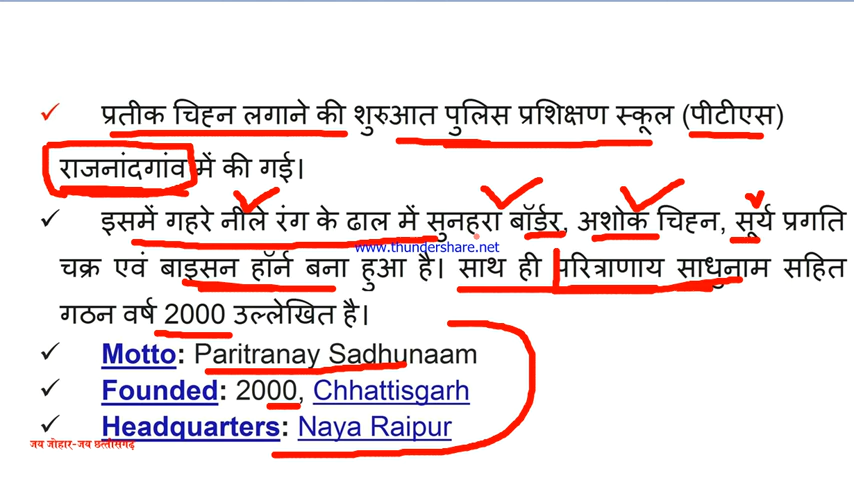 प्रतीक चिह्न लगाने की शुरुआत पुलिस प्रशिक्षण स्कूल (पीटीएस)
राजनांदगांव में की गई।
इसमें गहरे नीले रंग के ढाल में सुनहरा बॉर्डर, अशोक चिह्न, सूर्य प्रगति
www.thundershare.net
चक्र एवं बाइसन हॉर्न बना हुआ है। साथ ही परित्राणाय साधुनाम सहित
गठन वर्ष 2000 उल्लेखित है।
Motto: Paritranay Sadhunaam
Founded: 2000, Chhattisgarh
Headquarters: Naya Raipur
जय जोहार-जय छत्तीसगढ़